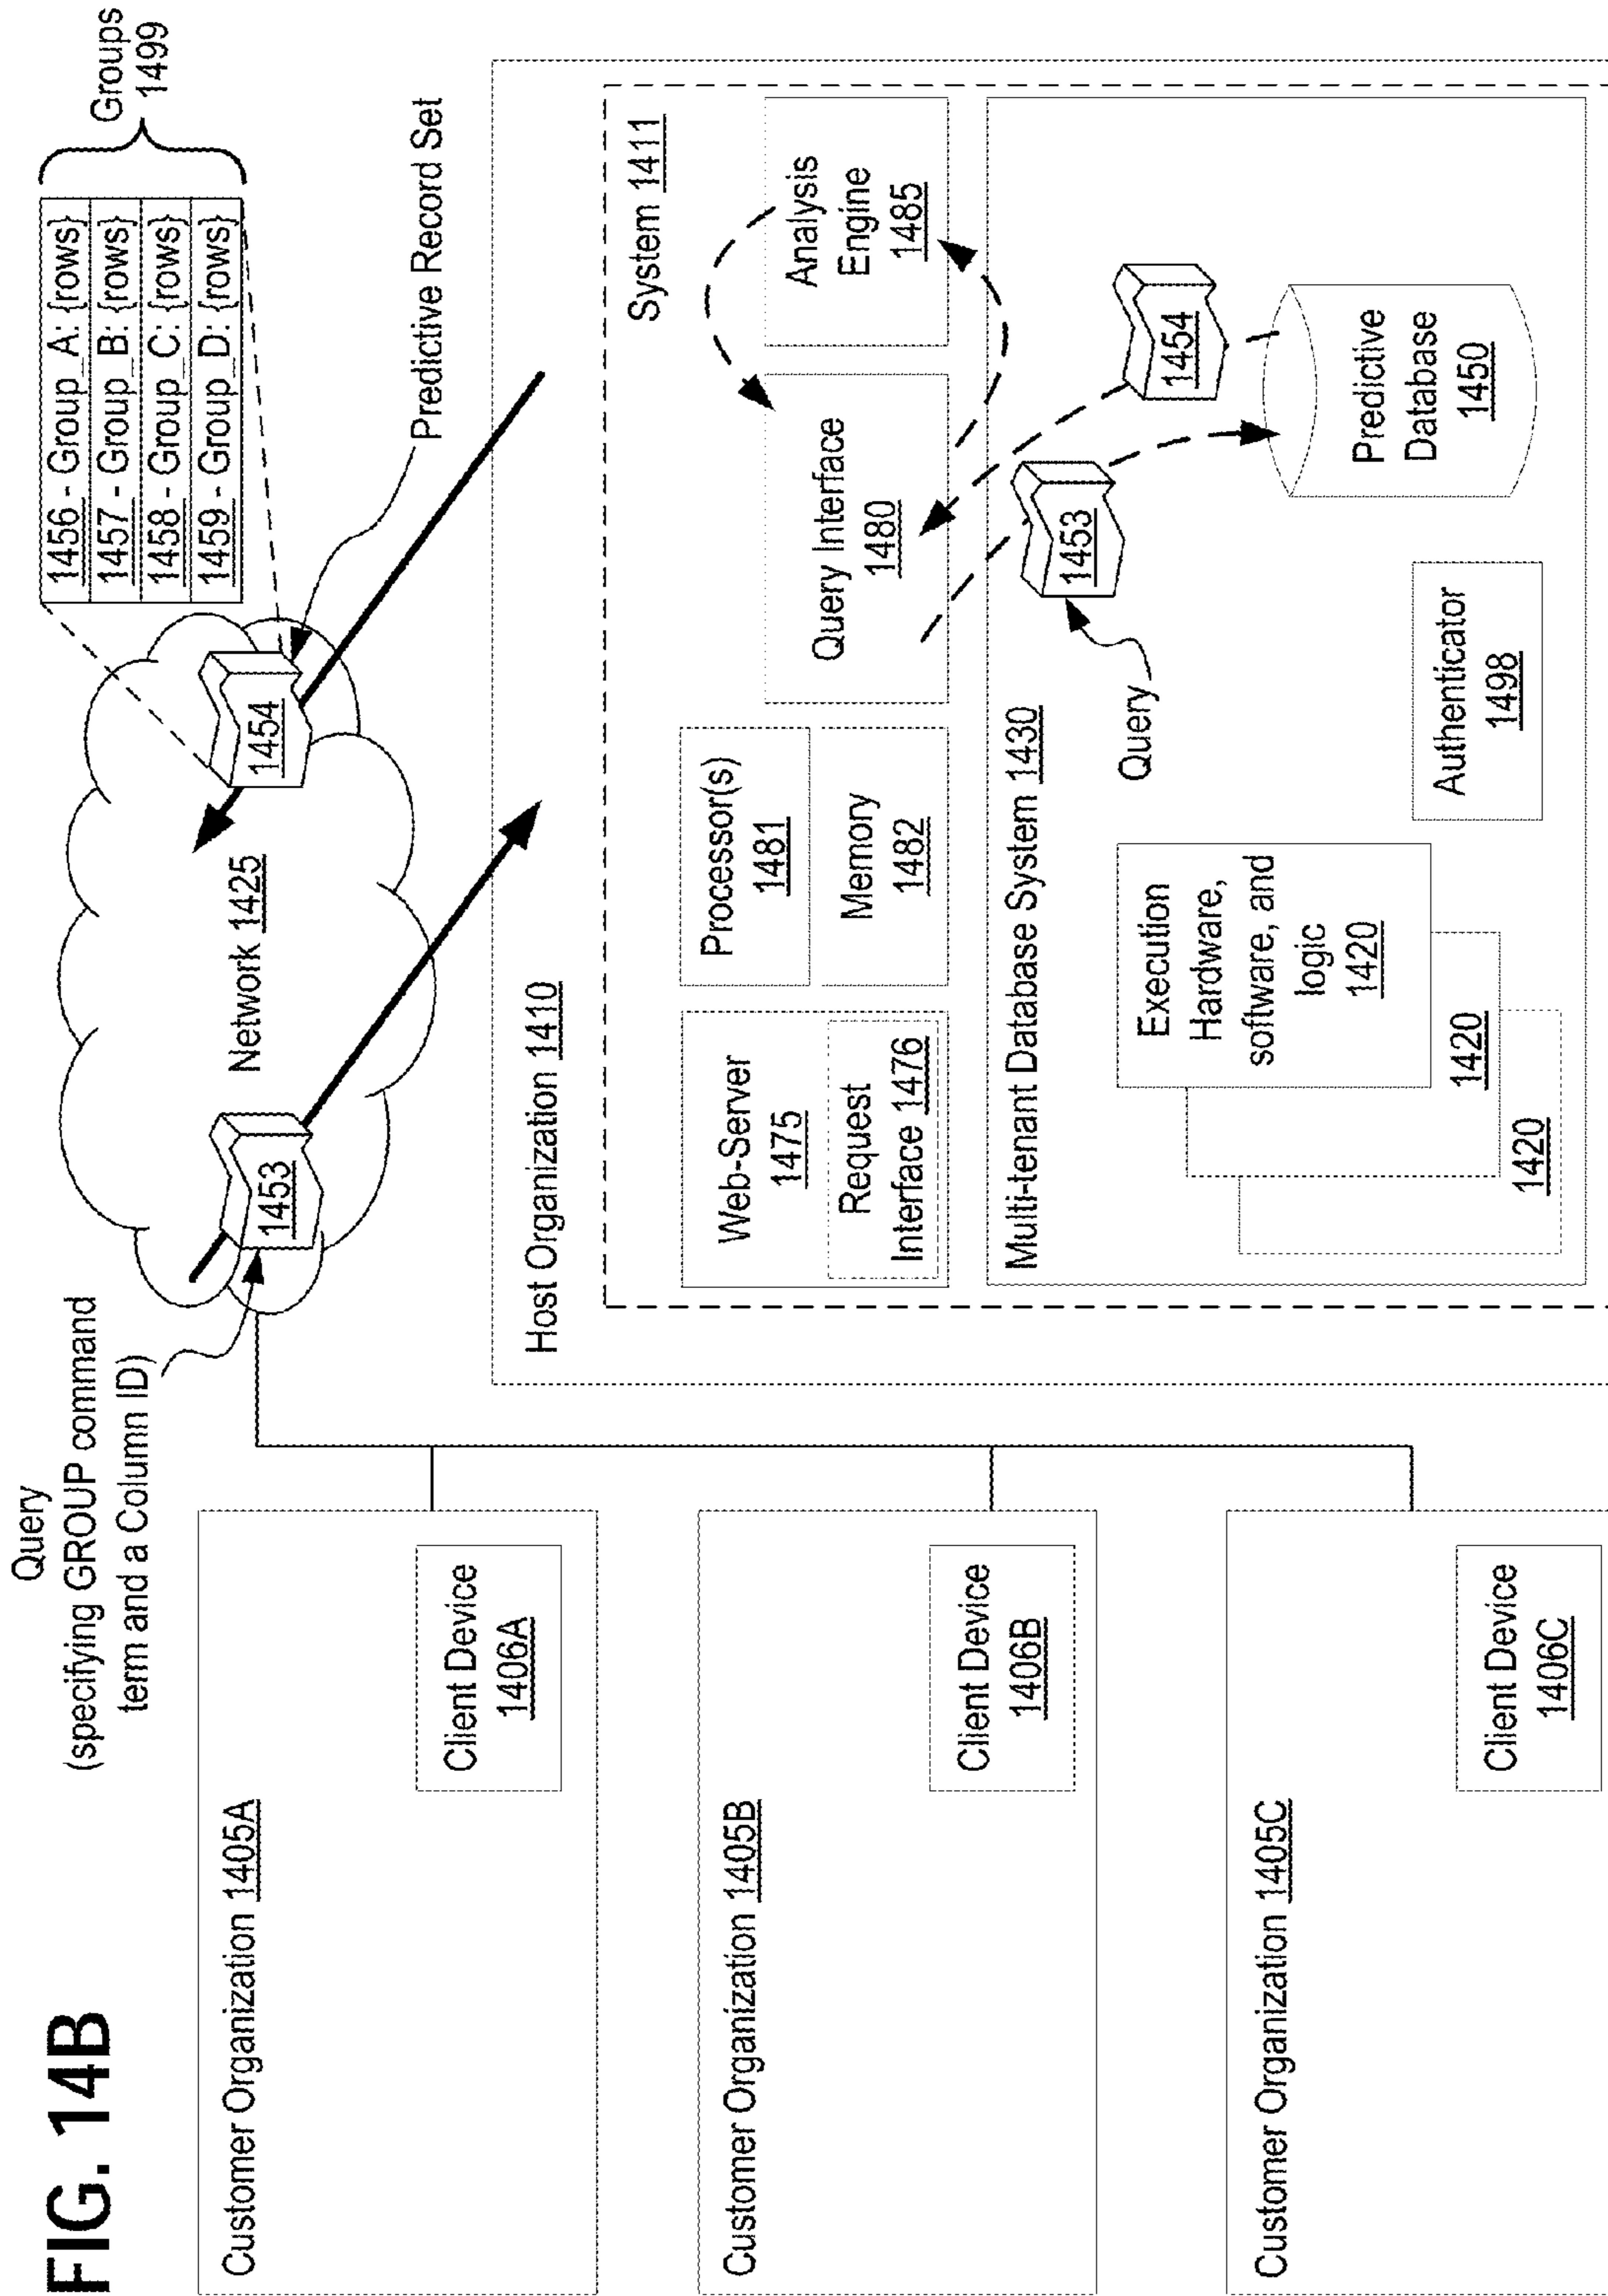 FIG. 14B
Query
(specifying GROUP command
term and a Column ID)
Customer Organization 1405A
Client Device
1406A
Customer Organization 1405B
Client Device
1406B
Customer Organization 1405C
Client Device
1406C
1453
Network 1425
1454
1456 - Group_A: {rows}
1457 - Group_B: {rows}
1458 - Group_C: {rows}
1459 - Group_D: {rows}
Groups
1499
Predictive Record Set
Host Organization 1410
System 1411
Web-Server
1475
Request
Interface 1476
Processor(s)
1481
Memory
1482
Query Interface
1480
Analysis
Engine
1485
Multi-tenant Database System 1430
Query
1453
1454
Execution
Hardware,
software, and
logic
1420
1420
1420
Authenticator
1498
Predictive
Database
1450